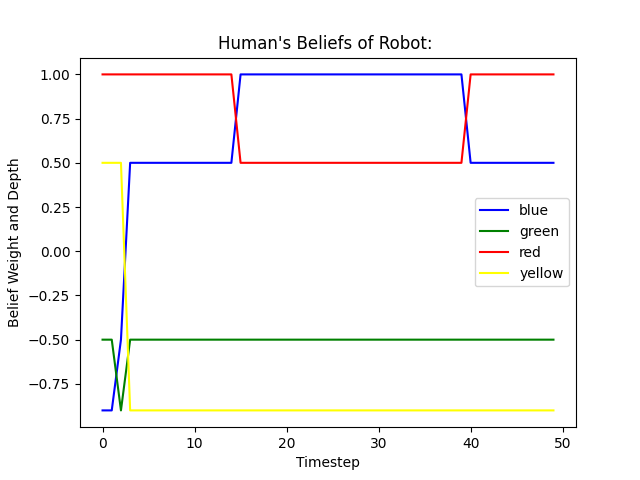 Human's Beliefs of Robot:
Belief Weight and Depth
1.00
0.75
0.50
0.25
0.00
−0.25
−0.50
−0.75
blue
green
red
yellow
0 10 20 30 40 50
Timestep